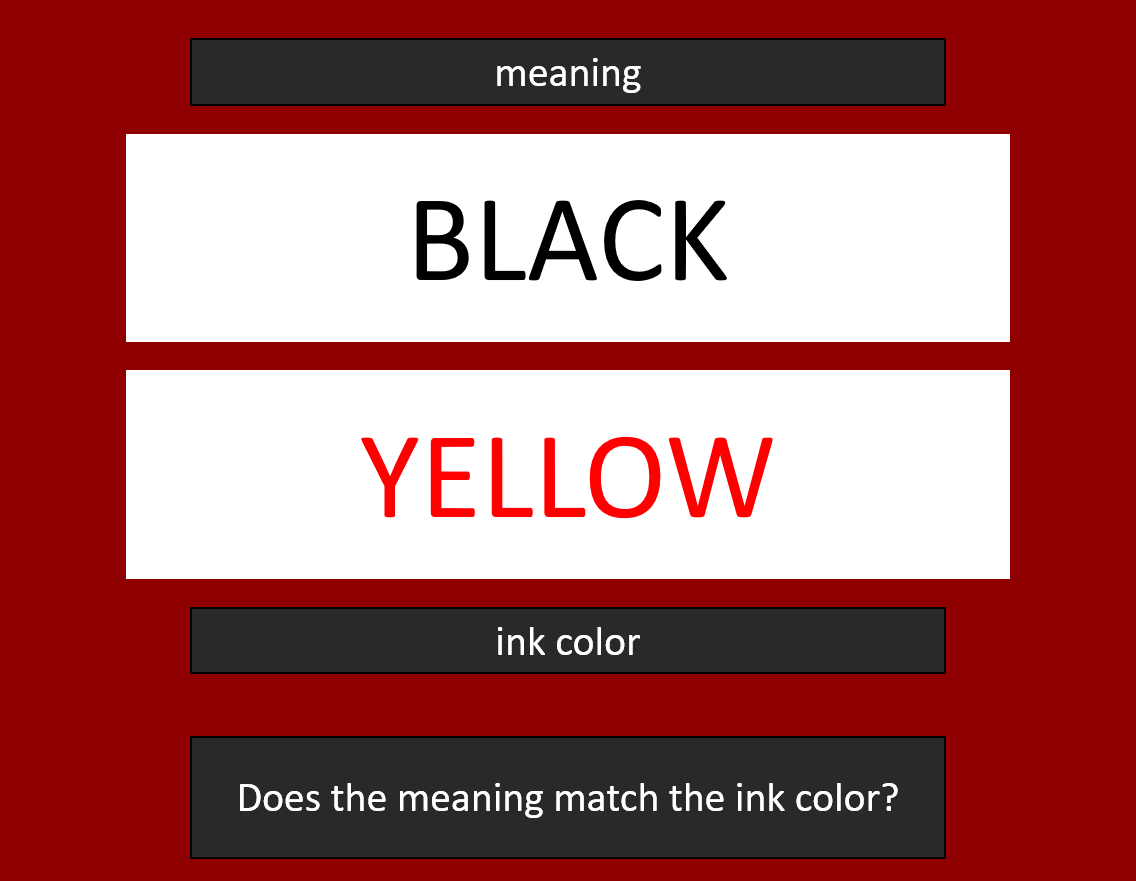 meaning
BLACK
YELLOW
ink color
Does the meaning match the ink color?